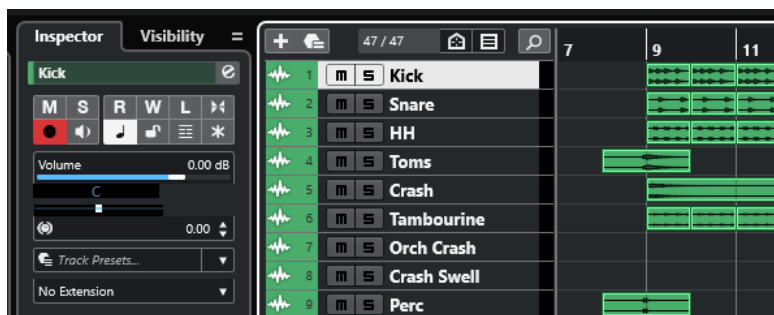 Inspector Visibility
Kick
M S R W L
Volume 0.00 dB
C
0.00
Track Presets...
No Extension
47 / 47
7 9 11
1 m S Kick
2 m S Snare
3 m S HH
4 m S Toms
5 m S Crash
6 m S Tambourine
7 m S Orch Crash
8 m S Crash Swell
9 m S Perc